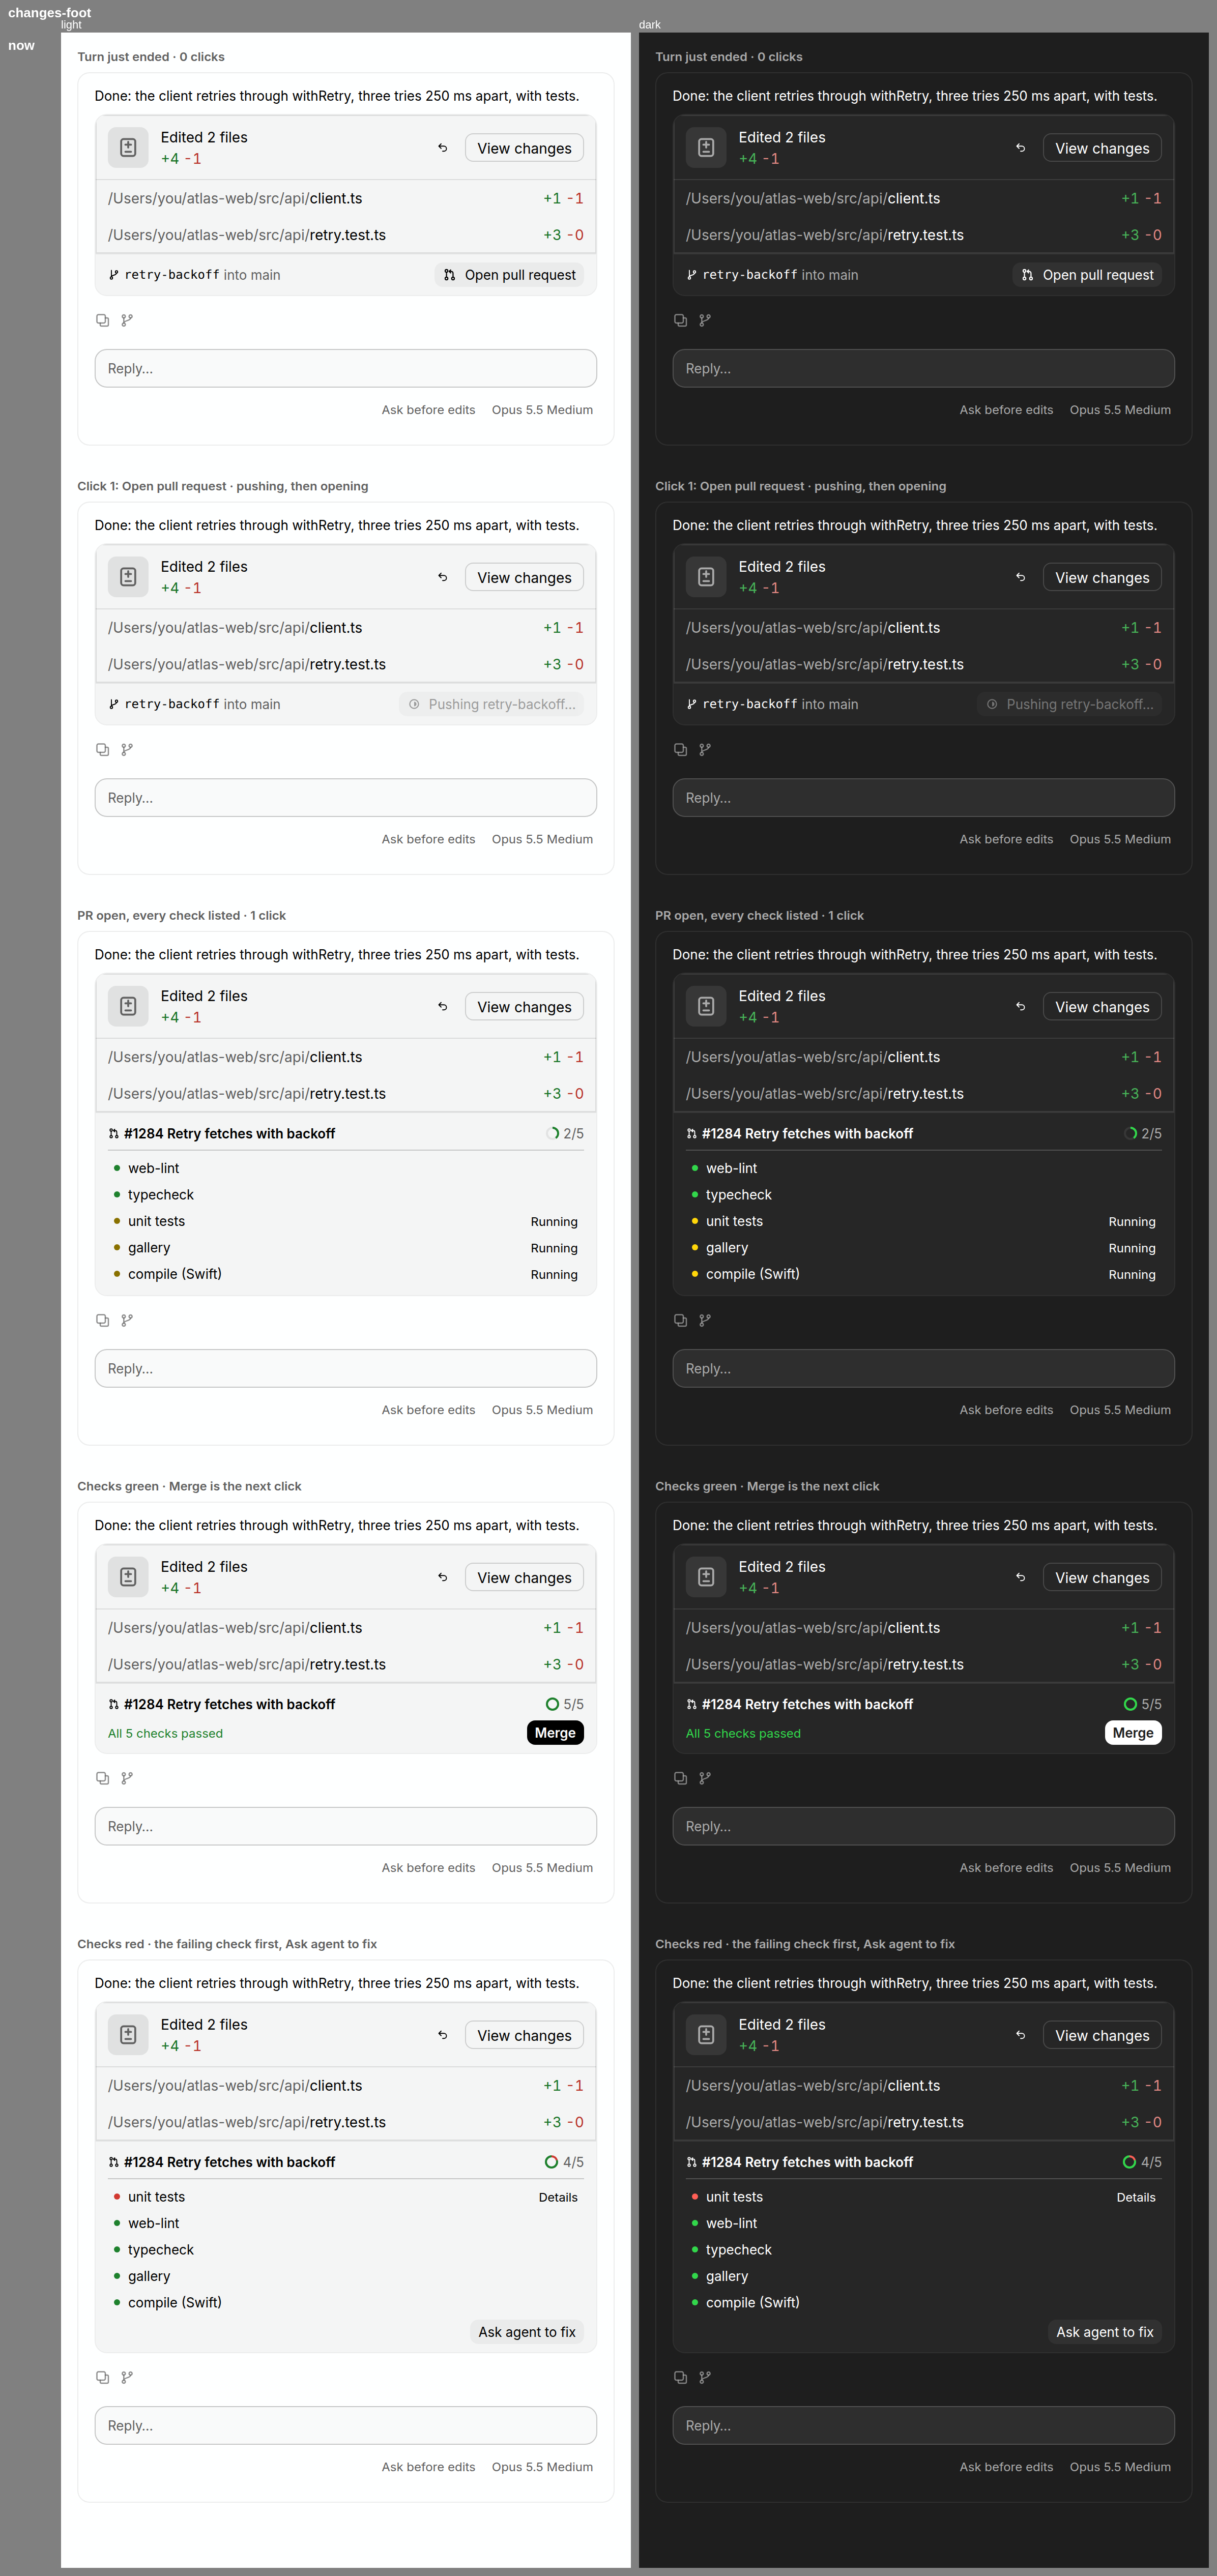 changes-foot
now
light
Turn just ended · 0 clicks
Done: the client retries through withRetry, three tries 250 ms apart, with tests.
Edited 2 files
+4 -1
View changes
/Users/you/atlas-web/src/api/client.ts +1 -1
/Users/you/atlas-web/src/api/retry.test.ts +3 -0
retry-backoff into main
Open pull request
Reply...
Ask before edits Opus 5.5 Medium
Click 1: Open pull request · pushing, then opening
Done: the client retries through withRetry, three tries 250 ms apart, with tests.
Edited 2 files
+4 -1
View changes
/Users/you/atlas-web/src/api/client.ts +1 -1
/Users/you/atlas-web/src/api/retry.test.ts +3 -0
retry-backoff into main
Pushing retry-backoff...
Reply...
Ask before edits Opus 5.5 Medium
PR open, every check listed · 1 click
Done: the client retries through withRetry, three tries 250 ms apart, with tests.
Edited 2 files
+4 -1
View changes
/Users/you/atlas-web/src/api/client.ts +1 -1
/Users/you/atlas-web/src/api/retry.test.ts +3 -0
#1284 Retry fetches with backoff 2/5
web-lint
typecheck
unit tests Running
gallery Running
compile (Swift) Running
Reply...
Ask before edits Opus 5.5 Medium
Checks green · Merge is the next click
Done: the client retries through withRetry, three tries 250 ms apart, with tests.
Edited 2 files
+4 -1
View changes
/Users/you/atlas-web/src/api/client.ts +1 -1
/Users/you/atlas-web/src/api/retry.test.ts +3 -0
#1284 Retry fetches with backoff 5/5
All 5 checks passed
Merge
Reply...
Ask before edits Opus 5.5 Medium
Checks red · the failing check first, Ask agent to fix
Done: the client retries through withRetry, three tries 250 ms apart, with tests.
Edited 2 files
+4 -1
View changes
/Users/you/atlas-web/src/api/client.ts +1 -1
/Users/you/atlas-web/src/api/retry.test.ts +3 -0
#1284 Retry fetches with backoff 4/5
unit tests Details
web-lint
typecheck
gallery
compile (Swift)
Ask agent to fix
Reply...
Ask before edits Opus 5.5 Medium
dark
Turn just ended · 0 clicks
Done: the client retries through withRetry, three tries 250 ms apart, with tests.
Edited 2 files
+4 -1
View changes
/Users/you/atlas-web/src/api/client.ts +1 -1
/Users/you/atlas-web/src/api/retry.test.ts +3 -0
retry-backoff into main
Open pull request
Reply...
Ask before edits Opus 5.5 Medium
Click 1: Open pull request · pushing, then opening
Done: the client retries through withRetry, three tries 250 ms apart, with tests.
Edited 2 files
+4 -1
View changes
/Users/you/atlas-web/src/api/client.ts +1 -1
/Users/you/atlas-web/src/api/retry.test.ts +3 -0
retry-backoff into main
Pushing retry-backoff...
Reply...
Ask before edits Opus 5.5 Medium
PR open, every check listed · 1 click
Done: the client retries through withRetry, three tries 250 ms apart, with tests.
Edited 2 files
+4 -1
View changes
/Users/you/atlas-web/src/api/client.ts +1 -1
/Users/you/atlas-web/src/api/retry.test.ts +3 -0
#1284 Retry fetches with backoff 2/5
web-lint
typecheck
unit tests Running
gallery Running
compile (Swift) Running
Reply...
Ask before edits Opus 5.5 Medium
Checks green · Merge is the next click
Done: the client retries through withRetry, three tries 250 ms apart, with tests.
Edited 2 files
+4 -1
View changes
/Users/you/atlas-web/src/api/client.ts +1 -1
/Users/you/atlas-web/src/api/retry.test.ts +3 -0
#1284 Retry fetches with backoff 5/5
All 5 checks passed
Merge
Reply...
Ask before edits Opus 5.5 Medium
Checks red · the failing check first, Ask agent to fix
Done: the client retries through withRetry, three tries 250 ms apart, with tests.
Edited 2 files
+4 -1
View changes
/Users/you/atlas-web/src/api/client.ts +1 -1
/Users/you/atlas-web/src/api/retry.test.ts +3 -0
#1284 Retry fetches with backoff 4/5
unit tests Details
web-lint
typecheck
gallery
compile (Swift)
Ask agent to fix
Reply...
Ask before edits Opus 5.5 Medium